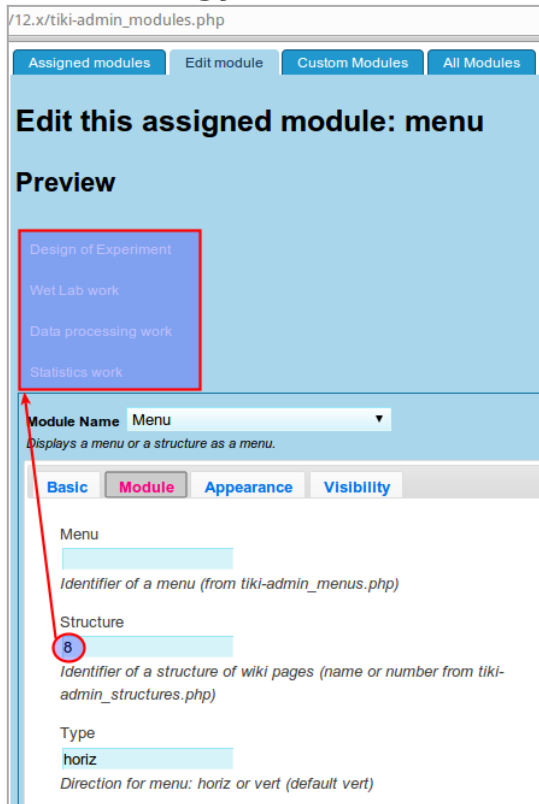 /12.x/tiki-admin_modules.php
Assigned modules Edit module Custom Modules All Modules
Edit this assigned module: menu
Preview
Design of Experiment
Wet Lab work
Data processing work
Statistics work
Module Name Menu
Displays a menu or a structure as a menu.
Basic Module Appearance Visibility
Menu
Identifier of a menu (from tiki-admin_menus.php)
Structure
8
Identifier of a structure of wiki pages (name or number from tiki-
admin_structures.php)
Type
horiz
Direction for menu: horiz or vert (default vert)